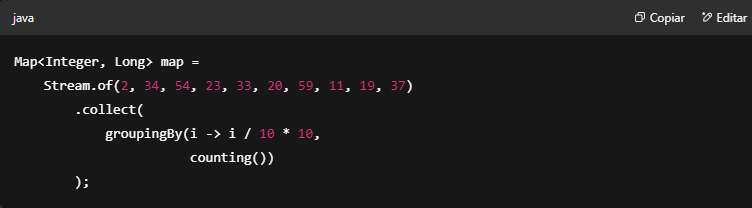 java Copiar Editar
Map<Integer, Long> map =
Stream.of(2, 34, 54, 23, 33, 20, 59, 11, 19, 37)
.collect(
groupingBy(i -> i / 10 * 10,
counting())
);